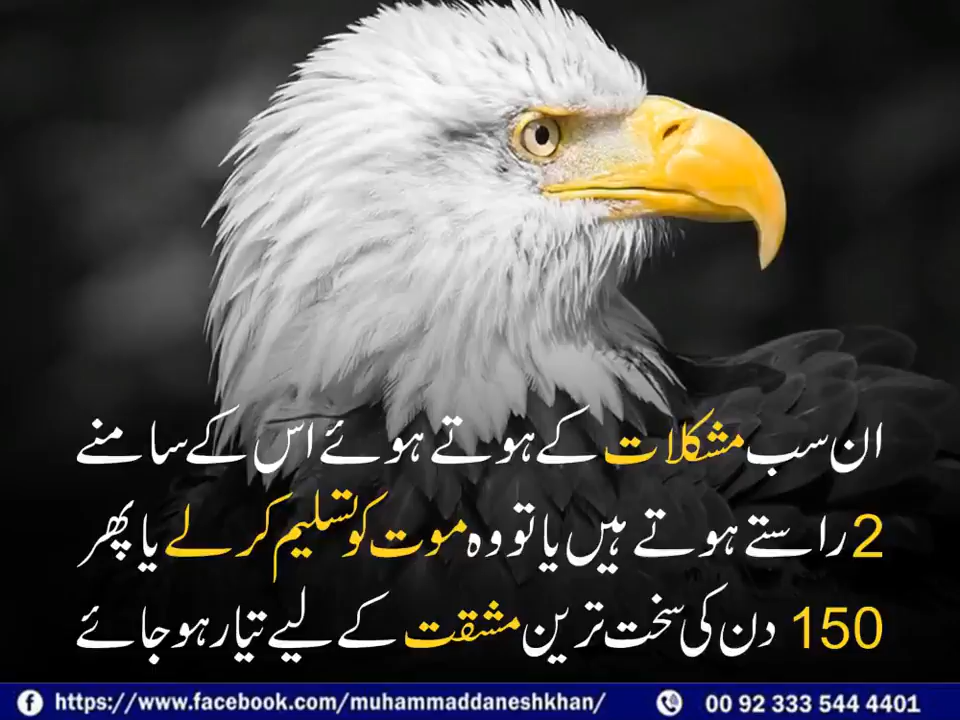 ان سب مشکلات کے ہوتے ہوئے اس کے سامنے
2 راستے ہوتے ہیں یا تو وہ موت کو تسلیم کر لے یا پھر
150 دن کی سخت ترین مشقت کے لیے تیار ہو جائے
https://www.facebook.com/muhammaddaneshkhan/ 00 92 333 544 4401